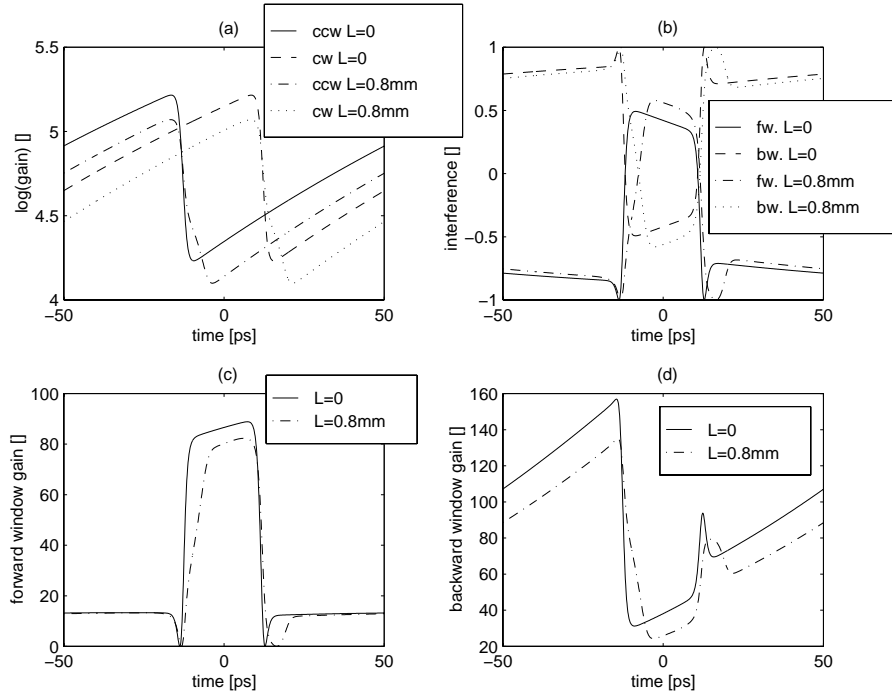 (a)
5.5
5
4.5
4
log(gain) []
−50
0
50
time [ps]
ccw L=0
cw L=0
ccw L=0.8mm
cw L=0.8mm
(b)
1
0.5
0
−0.5
−1
interference []
−50
0
50
time [ps]
fw. L=0
bw. L=0
fw. L=0.8mm
bw. L=0.8mm
(c)
100
80
60
40
20
0
forward window gain []
−50
0
50
time [ps]
L=0
L=0.8mm
(d)
160
140
120
100
80
60
40
20
backward window gain []
−50
0
50
time [ps]
L=0
L=0.8mm